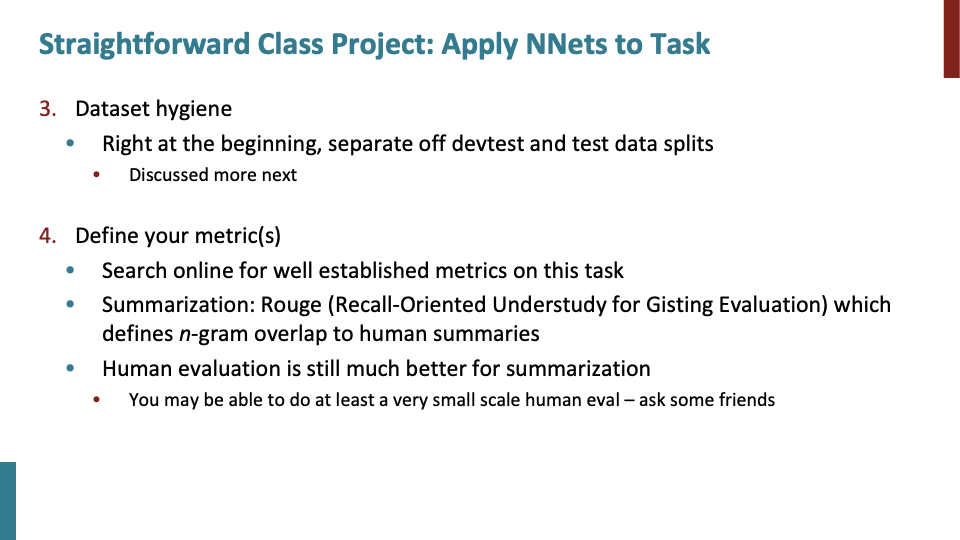 Straightforward Class Project: Apply NNets to Task
3. Dataset hygiene
• Right at the beginning, separate off devtest and test data splits
• Discussed more next
4. Define your metric(s)
• Search online for well established metrics on this task
• Summarization: Rouge (Recall-Oriented Understudy for Gisting Evaluation) which
defines n-gram overlap to human summaries
• Human evaluation is still much better for summarization
• You may be able to do at least a very small scale human eval – ask some friends